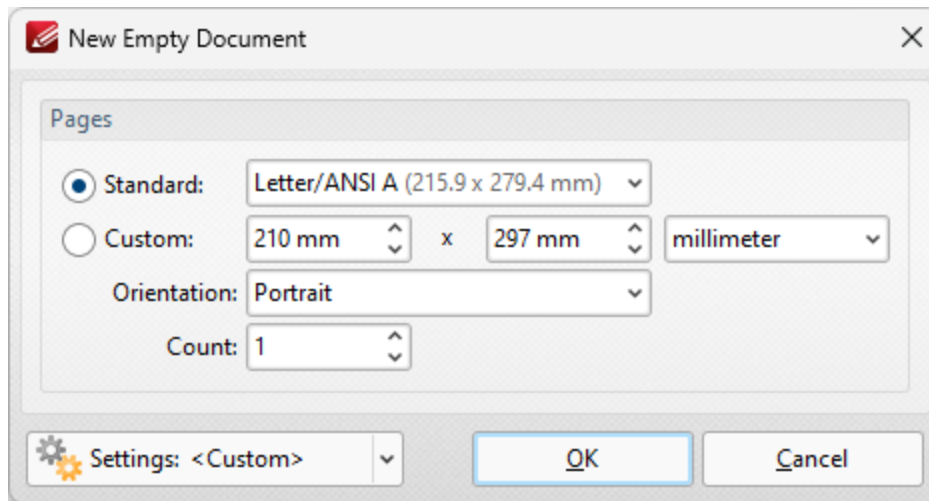 New Empty Document
Pages
Standard: Letter/ANSI A (215.9 x 279.4 mm)
Custom: 210 mm x 297 mm millimeter
Orientation: Portrait
Count: 1
Settings: <Custom> OK Cancel